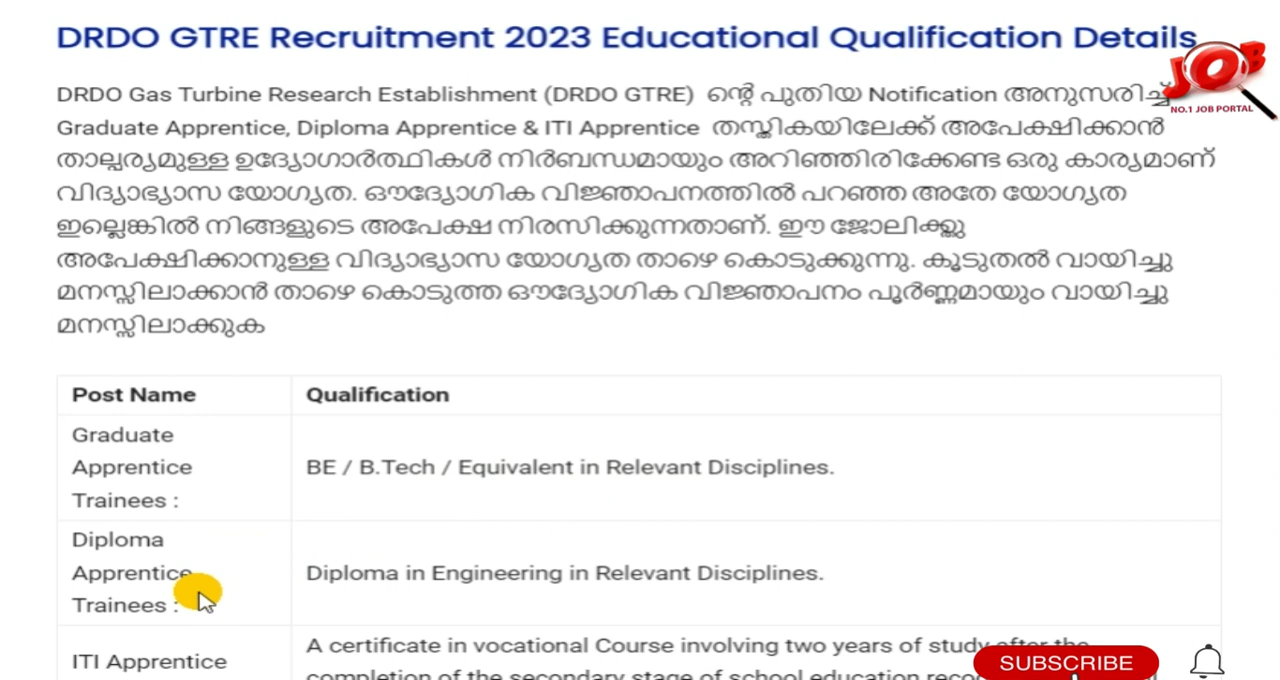 DRDO GTRE Recruitment 2023 Educational Qualification Details
JOB
NO.1 JOB PORTAL
DRDO Gas Turbine Research Establishment (DRDO GTRE) ന്റെ പുതിയ Notification അനുസരിച്ച്
Graduate Apprentice, Diploma Apprentice & ITI Apprentice തസ്തികയിലേക്ക് അപേക്ഷിക്കാൻ
താല്പര്യമുള്ള ഉദ്യോഗാർത്ഥികൾ നിർബന്ധമായും അറിഞ്ഞിരിക്കേണ്ട ഒരു കാര്യമാണ്
വിദ്യാഭ്യാസ യോഗ്യത. ഔദ്യോഗിക വിജ്ഞാപനത്തിൽ പറഞ്ഞ അതേ യോഗ്യത
ഇല്ലെങ്കിൽ നിങ്ങളുടെ അപേക്ഷ നിരസിക്കുന്നതാണ്. ഈ ജോലിക്കു
അപേക്ഷിക്കാനുള്ള വിദ്യാഭ്യാസ യോഗ്യത താഴെ കൊടുക്കുന്നു. കൂടുതൽ വായിച്ചു
മനസ്സിലാക്കാൻ താഴെ കൊടുത്ത ഔദ്യോഗിക വിജ്ഞാപനം പൂർണ്ണമായും വായിച്ചു
മനസ്സിലാക്കുക
Post Name Qualification
Graduate
Apprentice
Trainees :
BE / B.Tech / Equivalent in Relevant Disciplines.
Diploma
Apprentice
Trainees :
Diploma in Engineering in Relevant Disciplines.
ITI Apprentice
A certificate in vocational Course involving two years of study after the
completion of the secondary stage of school education
SUBSCRIBE